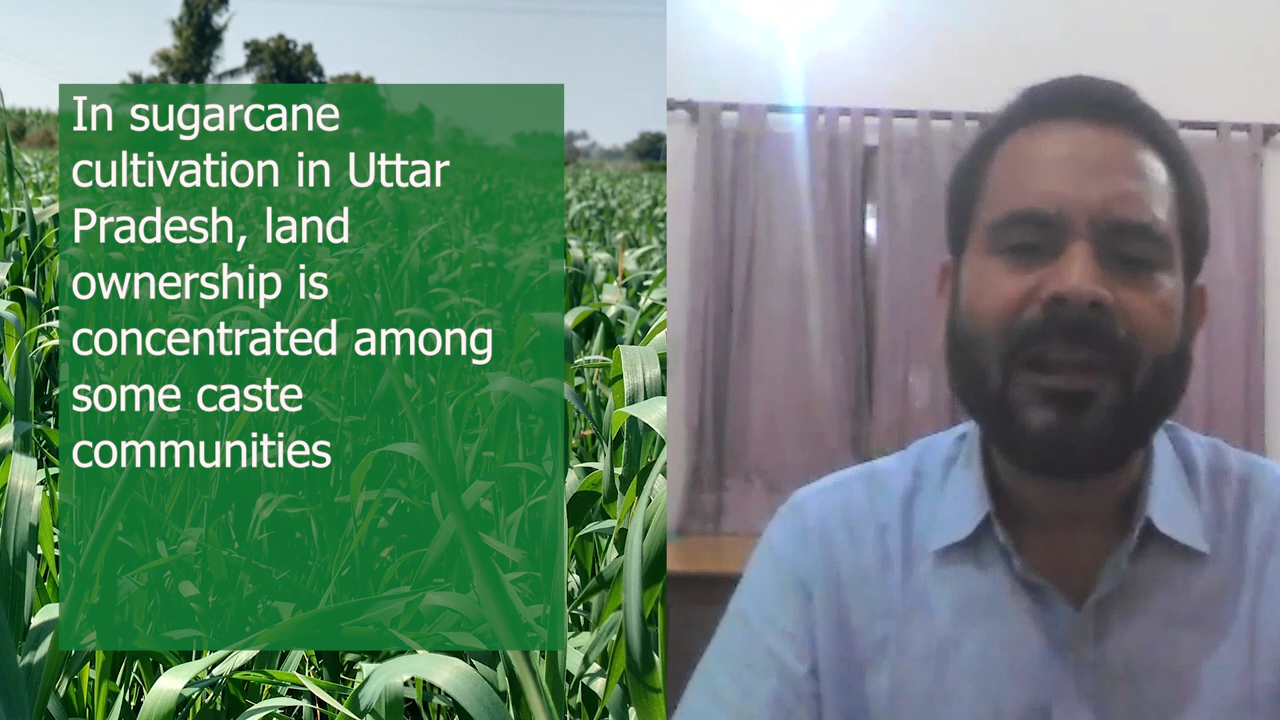 In sugarcane
cultivation in Uttar
Pradesh, land
ownership is
concentrated among
some caste
communities